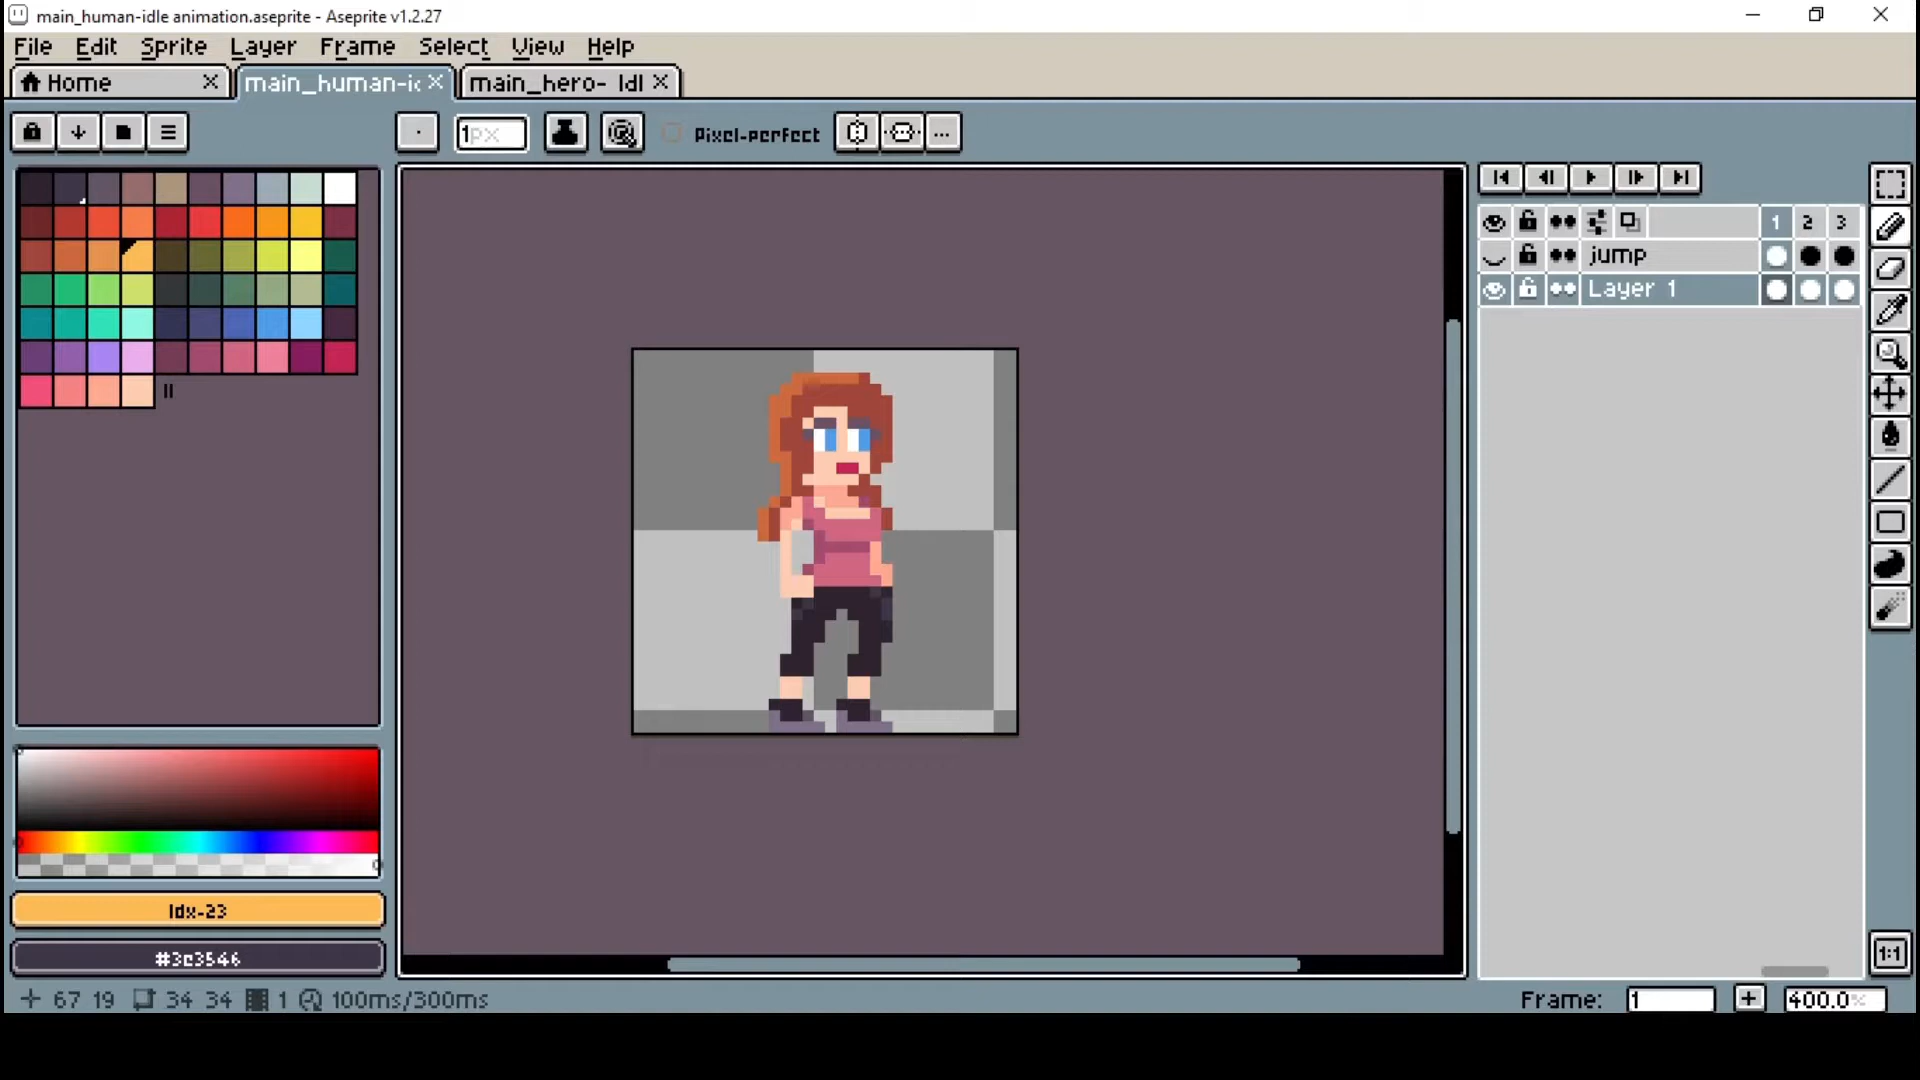 main_human-idle animation.aseprite - Aseprite v1.2.27
File Edit Sprite Layer Frame Select View Help
Home main_human-ic main_hero- Idl
1px Pixel-perfect ...
1 2 3
jump
Layer 1
Idx-23
#3e3546
67 19 34 34 1 100ms/300ms Frame: 1 + 400.0%
1:1